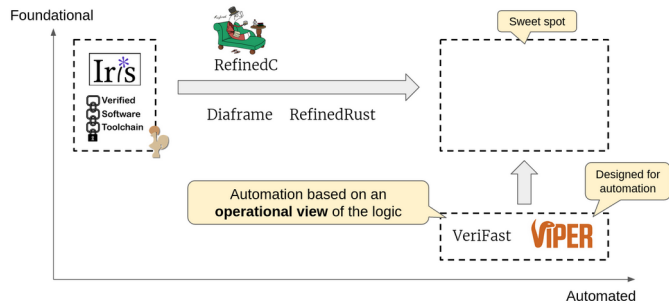 Foundational
Sweet spot
Iris
RefinedC
Verified
Software
Toolchain
Diaframe RefinedRust
Automation based on an
operational view of the logic
Designed for
automation
VeriFast VIPER
Automated